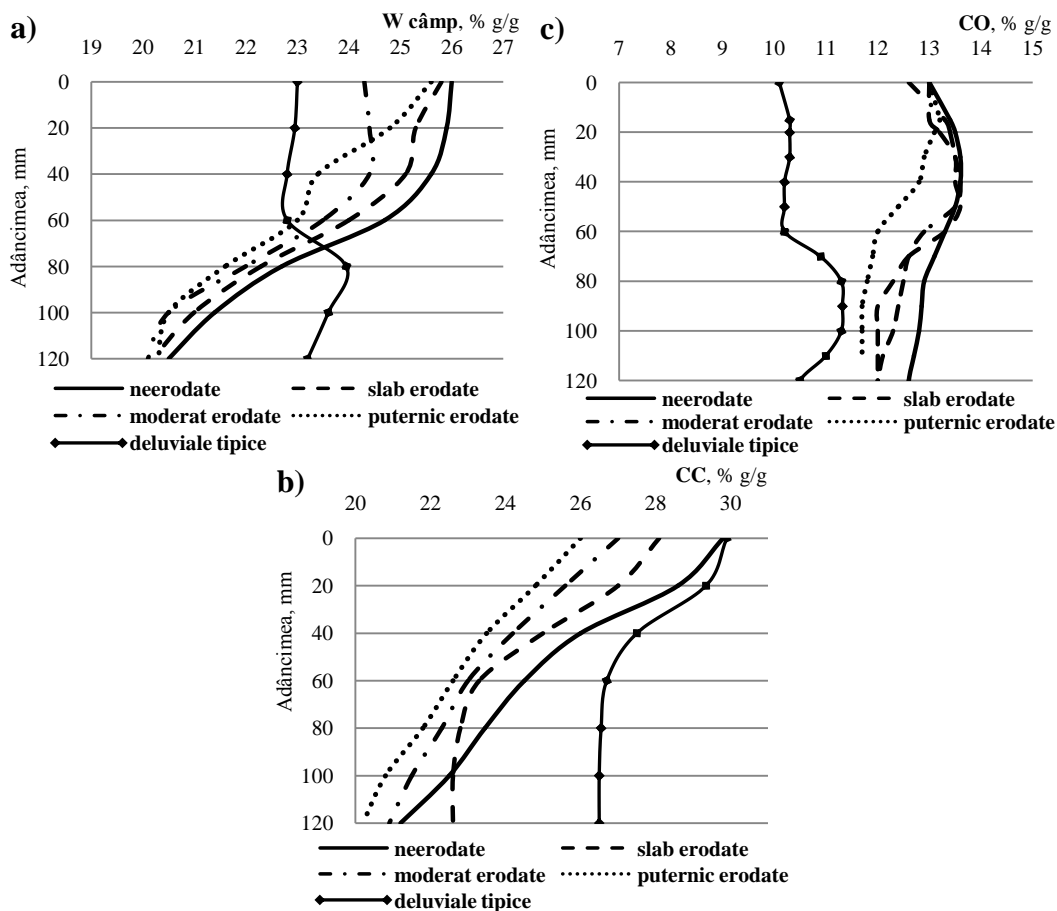 a)
W câmp, % g/g
19 21 22 23 24 25 26 27
0
20
40
60
80
100
120
Adâncimea, mm
neerodate
slab erodate
moderat erodate
puternic erodate
deluviale tipice
c)
CO, % g/g
7 8 9 10 11 12 13 14 15
0
20
40
60
80
100
120
Adâncimea, mm
neerodate
slab erodate
moderat erodate
puternic erodate
deluviale tipice
b)
CC, % g/g
20 22 24 26 28 30
0
20
40
60
80
100
120
Adâncimea, mm
neerodate
slab erodate
moderat erodate
puternic erodate
deluviale tipice